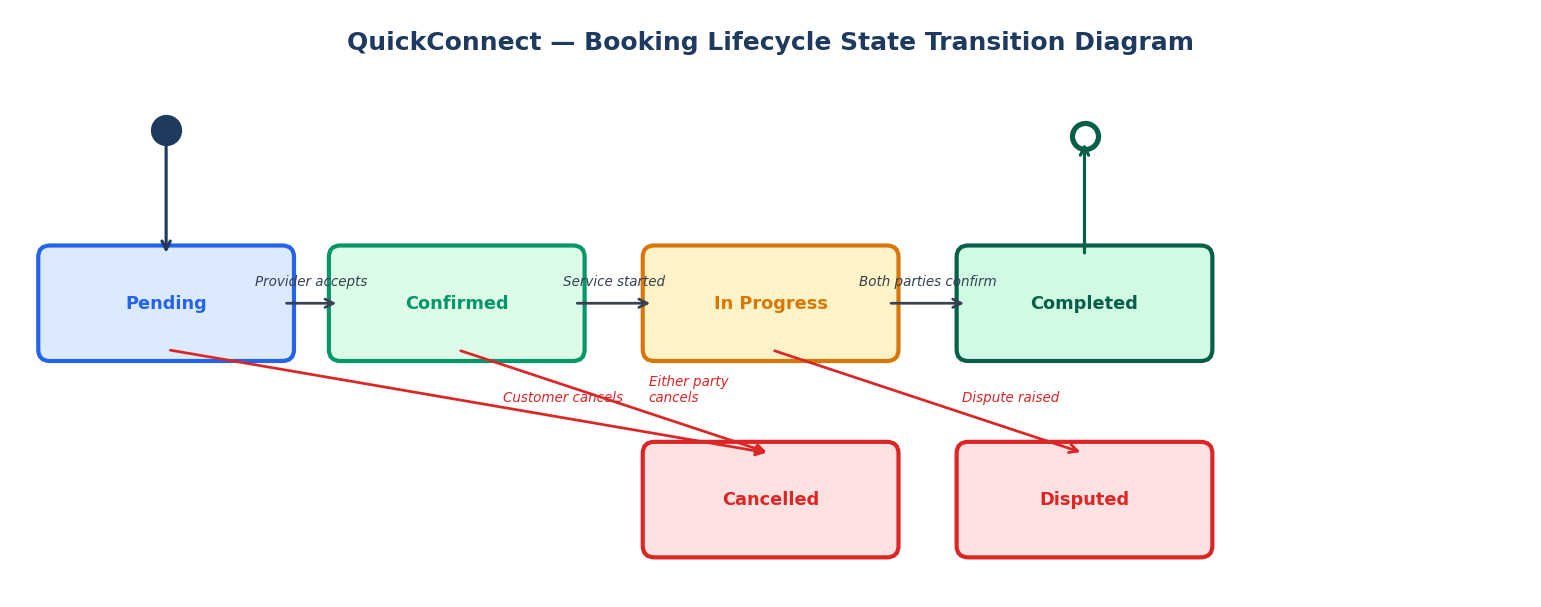 QuickConnect — Booking Lifecycle State Transition Diagram
Provider accepts
Service started
Both parties confirm
Pending
Confirmed
In Progress
Completed
Either party
cancels
Customer cancels
Dispute raised
Cancelled
Disputed